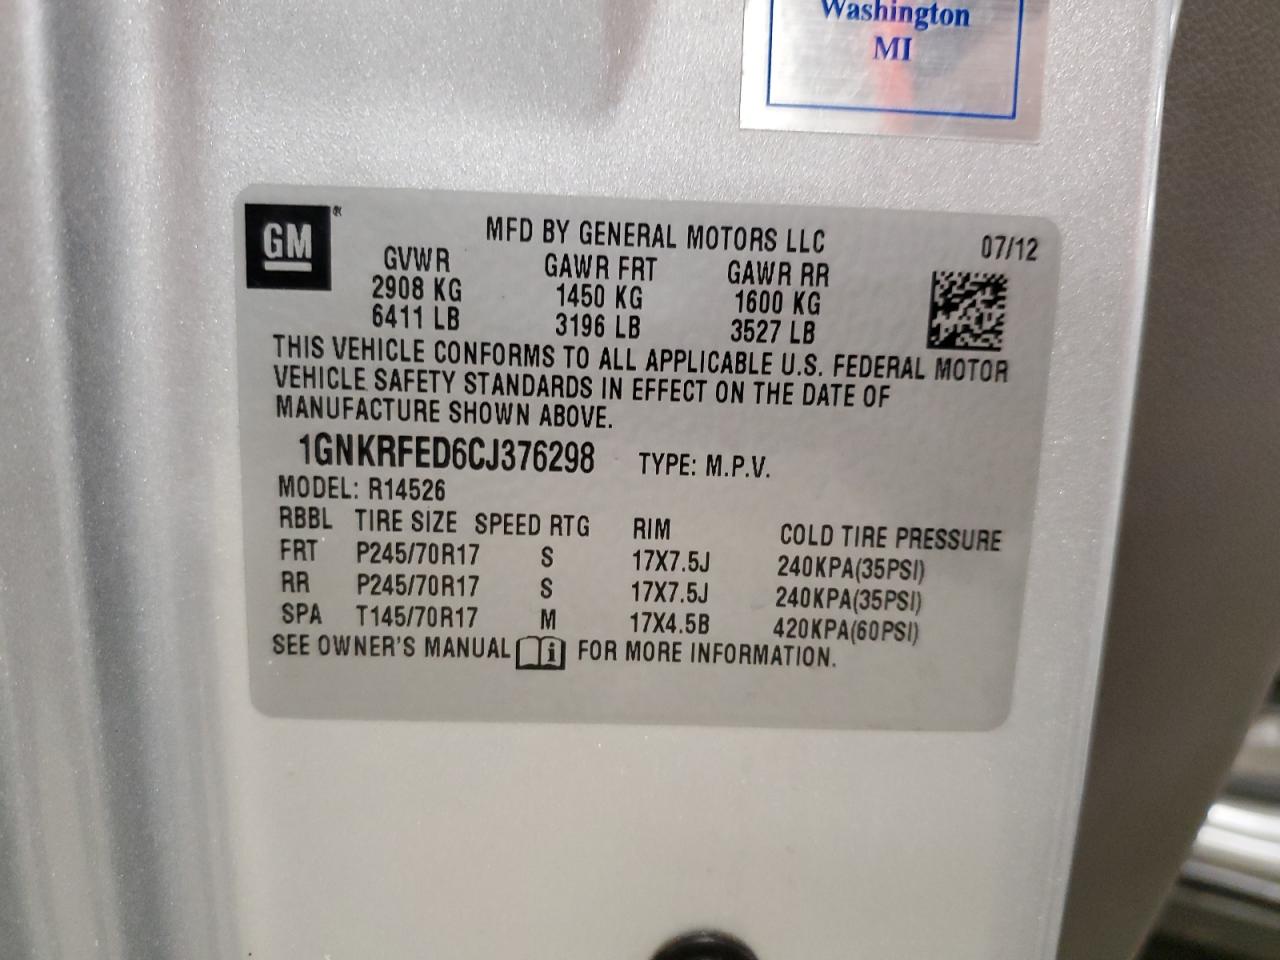 Washington
MI
GM ®
MFD BY GENERAL MOTORS LLC 07/12
GVWR GAWR FRT GAWR RR
2908 KG 1450 KG 1600 KG
6411 LB 3196 LB 3527 LB
THIS VEHICLE CONFORMS TO ALL APPLICABLE U.S. FEDERAL MOTOR
VEHICLE SAFETY STANDARDS IN EFFECT ON THE DATE OF
MANUFACTURE SHOWN ABOVE.
1GNKRFED6CJ376298 TYPE: M.P.V.
MODEL: R14526
RBBL TIRE SIZE SPEED RTG RIM COLD TIRE PRESSURE
FRT P245/70R17 S 17X7.5J 240KPA(35PSI)
RR P245/70R17 S 17X7.5J 240KPA(35PSI)
SPA T145/70R17 M 17X4.5B 420KPA(60PSI)
SEE OWNER'S MANUAL i FOR MORE INFORMATION.